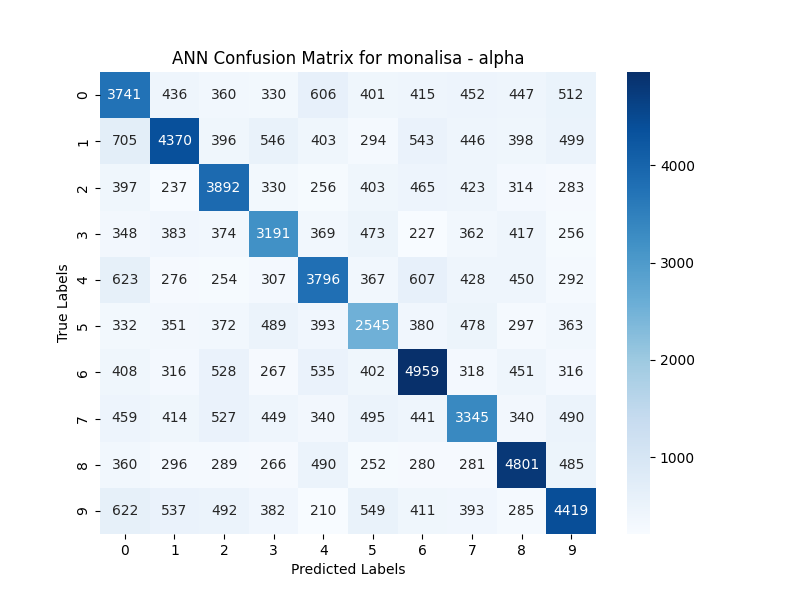 ANN Confusion Matrix for monalisa - alpha
True Labels
0 3741 436 360 330 606 401 415 452 447 512
1 705 4370 396 546 403 294 543 446 398 499
2 397 237 3892 330 256 403 465 423 314 283
3 348 383 374 3191 369 473 227 362 417 256
4 623 276 254 307 3796 367 607 428 450 292
5 332 351 372 489 393 2545 380 478 297 363
6 408 316 528 267 535 402 4959 318 451 316
7 459 414 527 449 340 495 441 3345 340 490
8 360 296 289 266 490 252 280 281 4801 485
9 622 537 492 382 210 549 411 393 285 4419
0 1 2 3 4 5 6 7 8 9
Predicted Labels
4000
3000
2000
1000